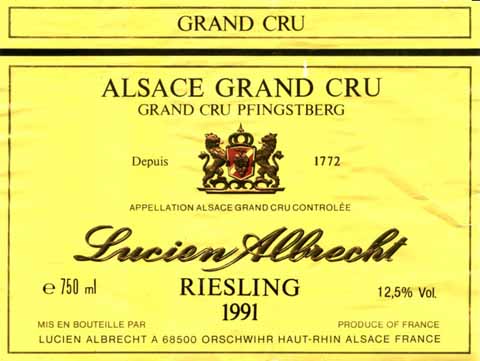 GRAND CRU
ALSACE GRAND CRU
GRAND CRU PFINGSTBERG
Depuis 1772
APPELLATION ALSACE GRAND CRU CONTROLÉE
Lucien Albrecht
e 750 ml RIESLING 12,5% Vol.
1991
MIS EN BOUTEILLE PAR PRODUCE OF FRANCE
LUCIEN ALBRECHT A 68500 ORSCHWIHR HAUT-RHIN ALSACE FRANCE